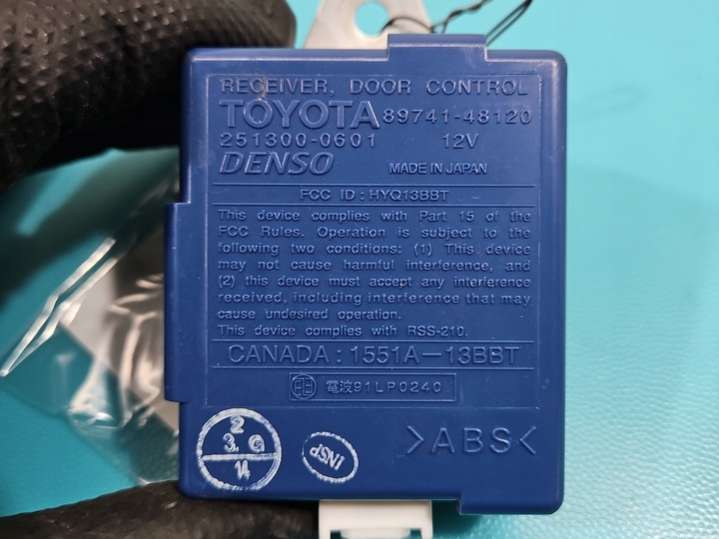 RECEIVER, DOOR CONTROL
TOYOTA 89741-48120
251300-0601 12V
DENSO MADE IN JAPAN
FCC ID : HYQ13BBT
This device complies with Part 15 of the
FCC Rules. Operation is subject to the
following two conditions: (1) This device
may not cause harmful interference, and
(2) this device must accept any interference
received, including interference that may
cause undesired operation.
This device complies with RSS-210.
CANADA : 1551A-13BBT
電波91LP0240
2
3. G
14
INSP
>ABS<